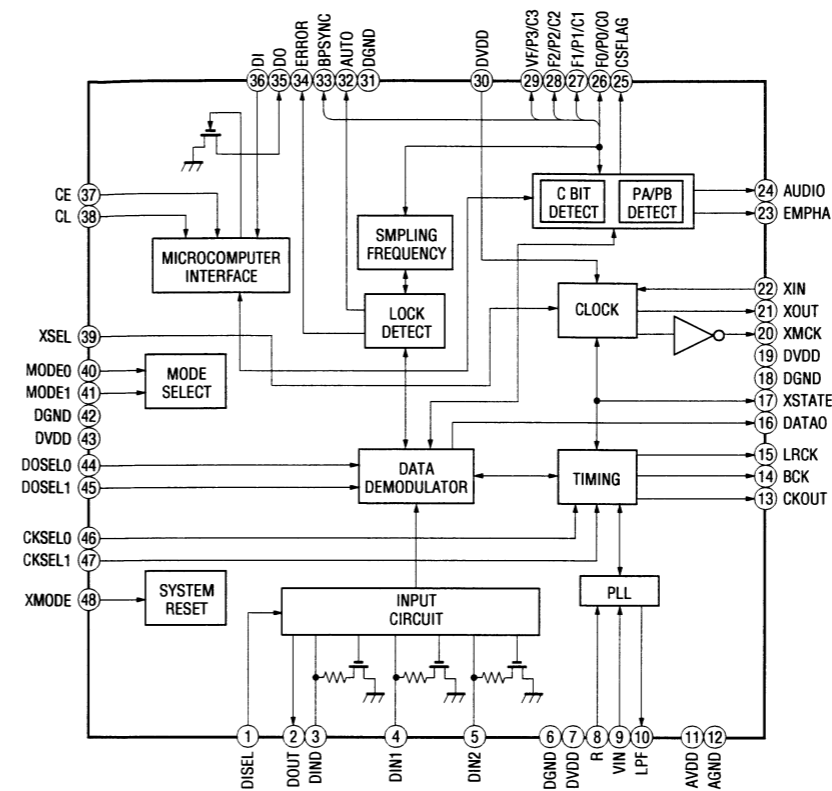 36 DI
35 DO
34 ERROR
33 BPSYNC
32 AUTO
31 DGND
30 DVDD
29 VF/P3/C3
28 F2/P2/C2
27 F1/P1/C1
26 F0/P0/C0
25 CSFLAG
CE 37
CL 38
XSEL 39
MODE0 40
MODE1 41
DGND 42
DVDD 43
DOSEL0 44
DOSEL1 45
CKSEL0 46
CKSEL1 47
XMODE 48
MICROCOMPUTER
INTERFACE
SMPLING
FREQUENCY
LOCK
DETECT
C BIT
DETECT
PA/PB
DETECT
CLOCK
MODE
SELECT
DATA
DEMODULATOR
TIMING
SYSTEM
RESET
INPUT
CIRCUIT
PLL
24 AUDIO
23 EMPHA
22 XIN
21 XOUT
20 XMCK
19 DVDD
18 DGND
17 XSTATE
16 DATAO
15 LRCK
14 BCK
13 CKOUT
1 DISEL
2 DOUT
3 DIND
4 DIN1
5 DIN2
6 DGND
7 DVDD
8 R
9 VIN
10 LPF
11 AVDD
12 AGND